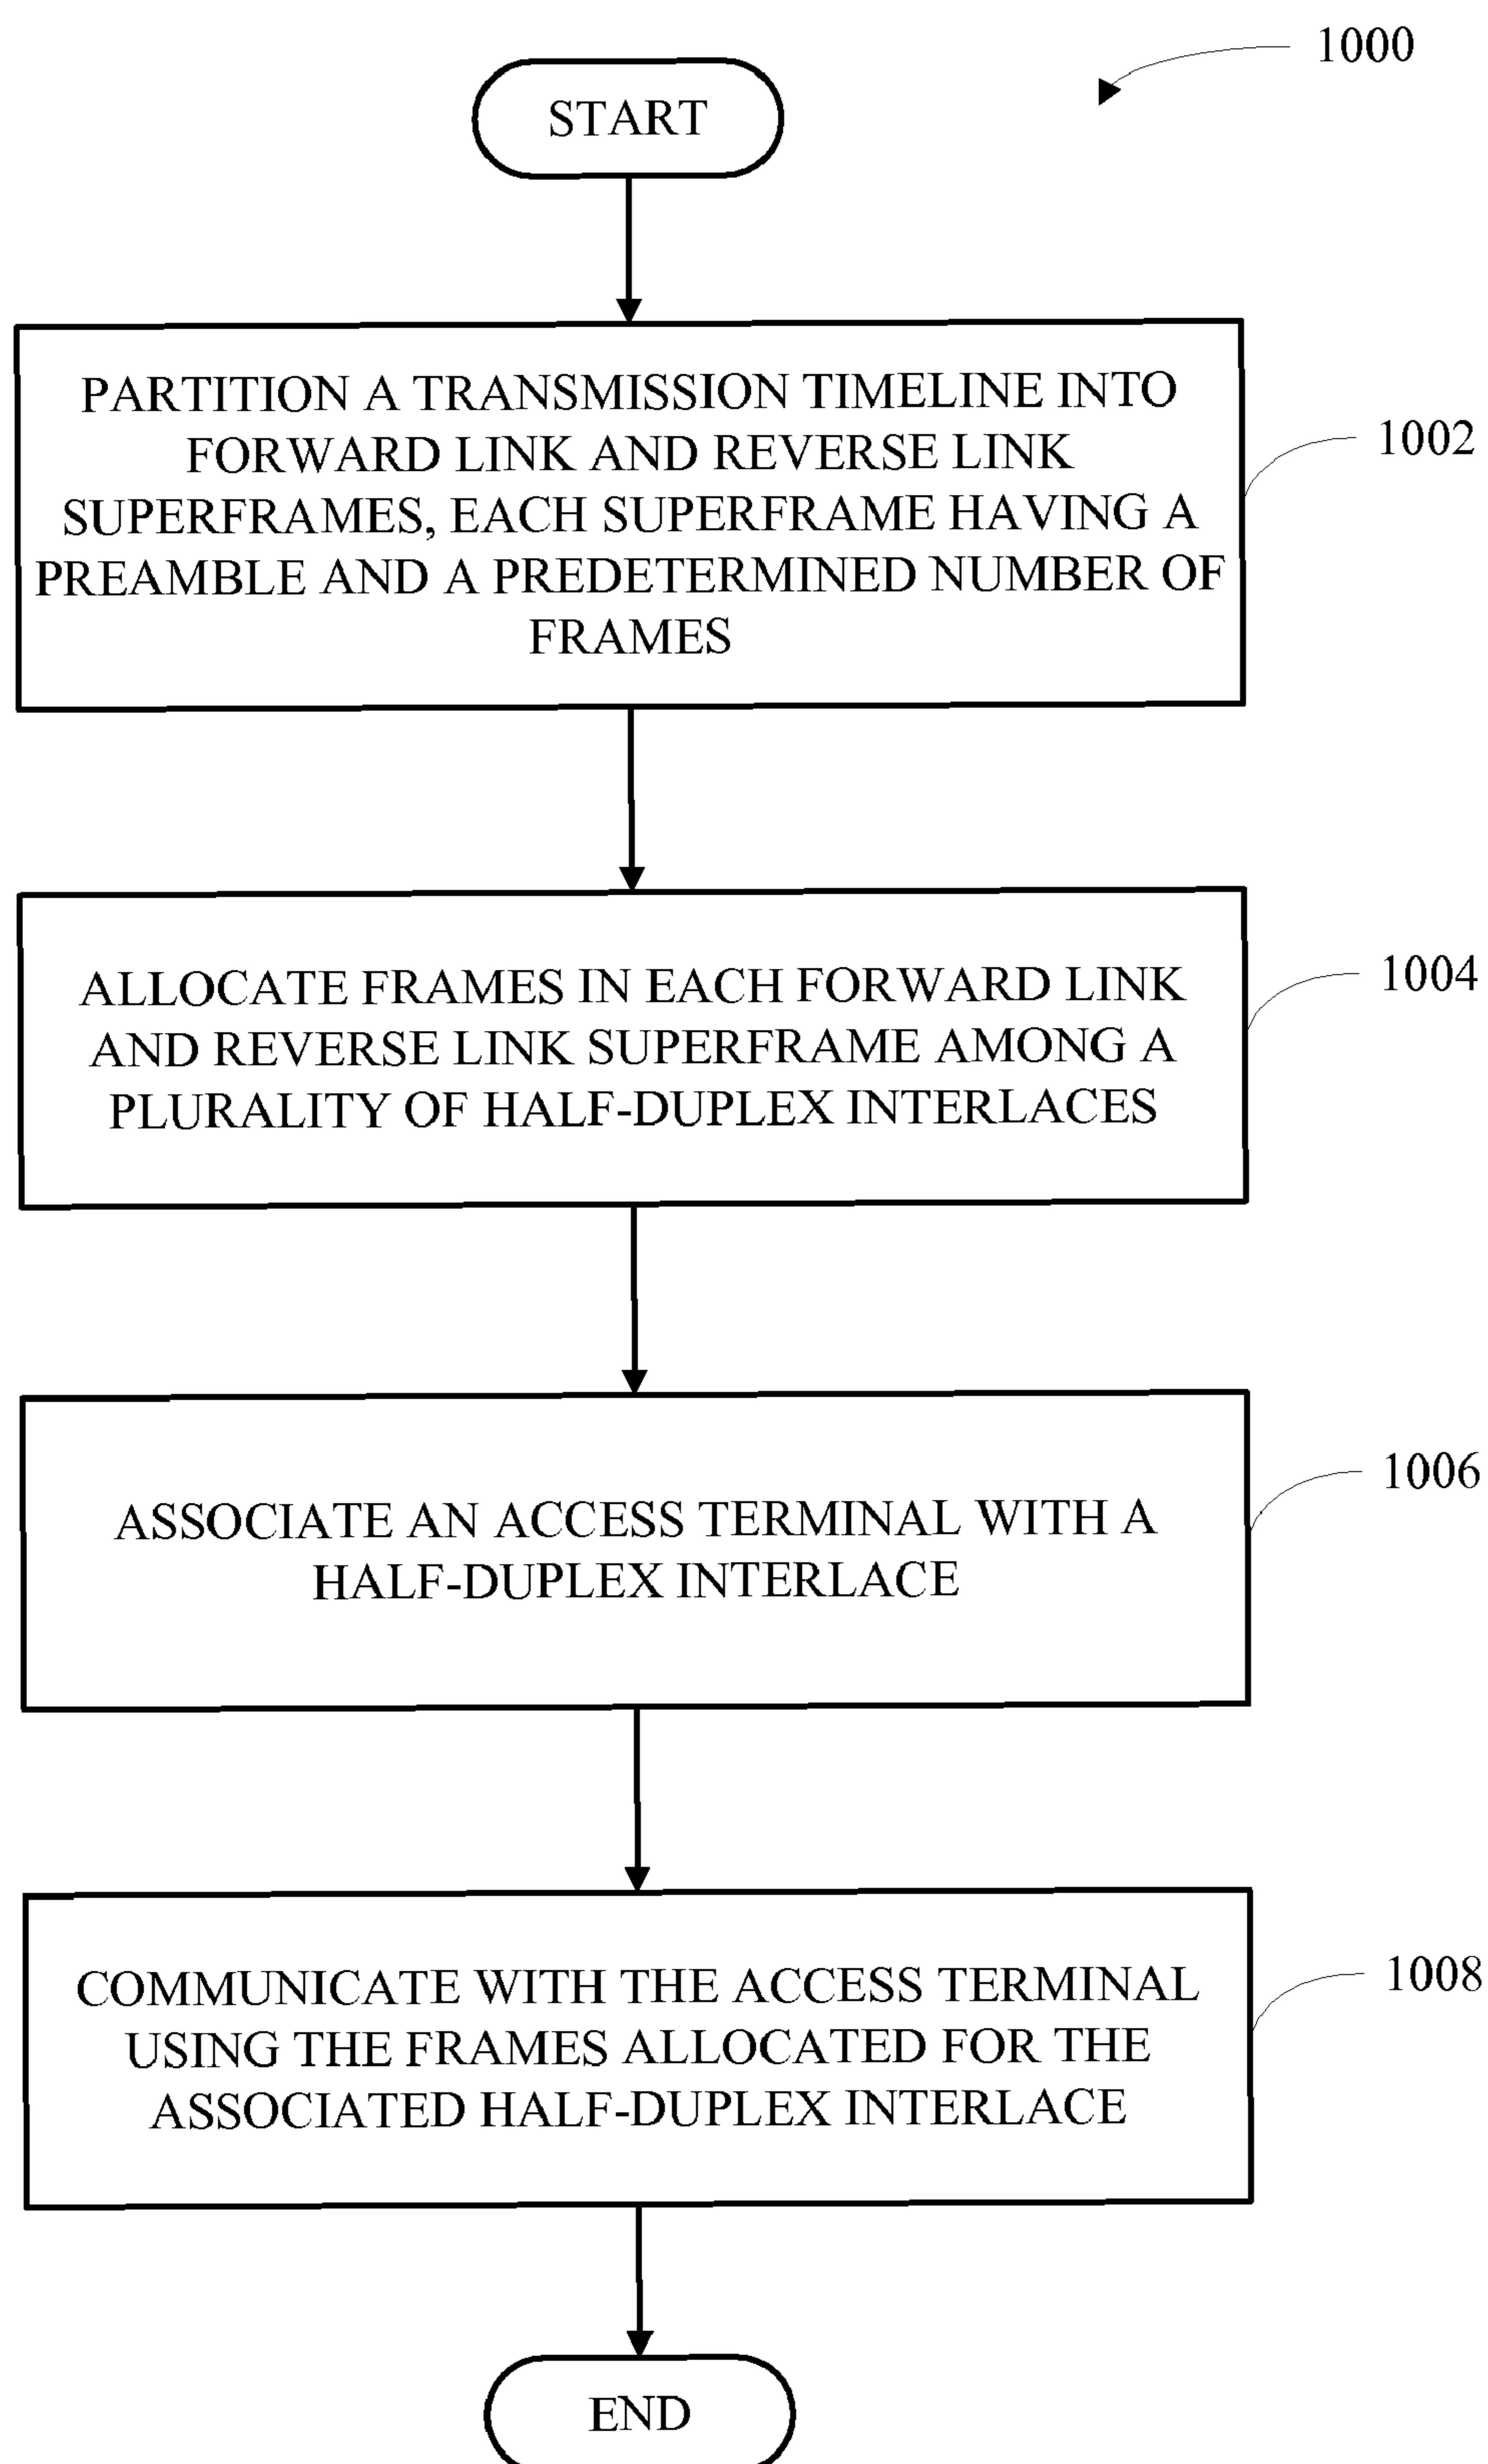 1000
START
PARTITION A TRANSMISSION TIMELINE INTO
FORWARD LINK AND REVERSE LINK
SUPERFRAMES, EACH SUPERFRAME HAVING A
PREAMBLE AND A PREDETERMINED NUMBER OF
FRAMES
1002
ALLOCATE FRAMES IN EACH FORWARD LINK
AND REVERSE LINK SUPERFRAME AMONG A
PLURALITY OF HALF-DUPLEX INTERLACES
1004
ASSOCIATE AN ACCESS TERMINAL WITH A
HALF-DUPLEX INTERLACE
1006
COMMUNICATE WITH THE ACCESS TERMINAL
USING THE FRAMES ALLOCATED FOR THE
ASSOCIATED HALF-DUPLEX INTERLACE
1008
END